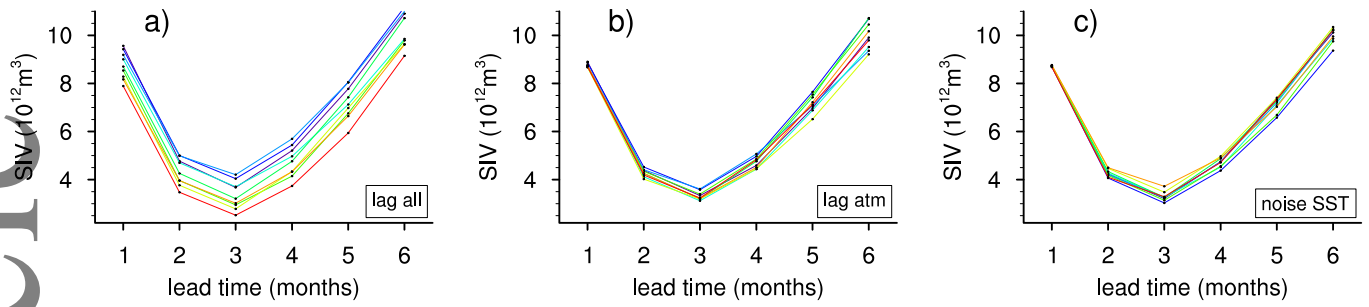 a)
SIV (10¹²m³)
10
8
6
4
lag all
1 2 3 4 5 6
lead time (months)
b)
SIV (10¹²m³)
10
8
6
4
lag atm
1 2 3 4 5 6
lead time (months)
c)
SIV (10¹²m³)
10
8
6
4
noise SST
1 2 3 4 5 6
lead time (months)